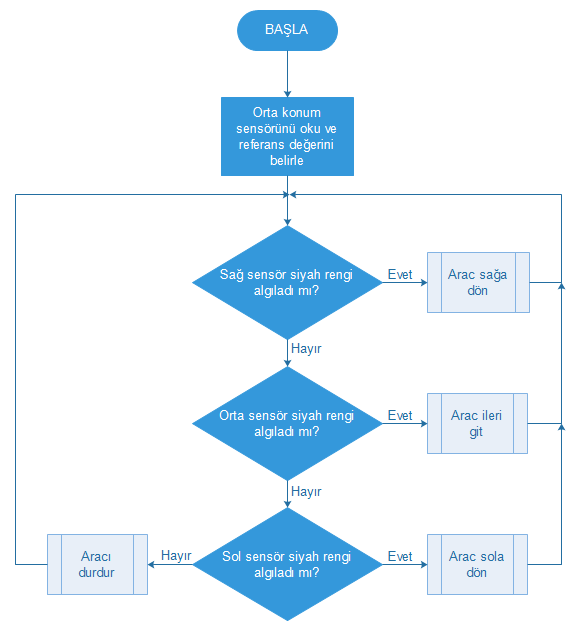 BAŞLA
Orta konum
sensörünü oku ve
referans değerini
belirle
Sağ sensör siyah rengi
algıladı mı?
Evet
Arac sağa
dön
Hayır
Orta sensör siyah rengi
algıladı mı?
Evet
Arac ileri
git
Hayır
Sol sensör siyah rengi
algıladı mı?
Evet
Arac sola
dön
Hayır
Aracı
durdur